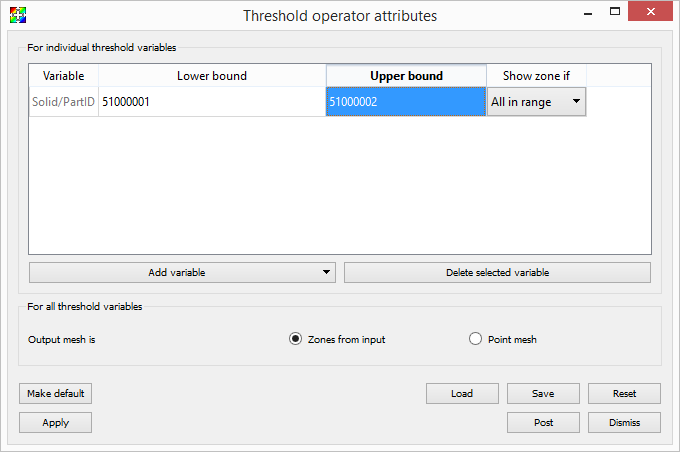 Threshold operator attributes
For individual threshold variables
Variable Lower bound Upper bound Show zone if
Solid/PartID 51000001 51000002 All in range
Add variable Delete selected variable
For all threshold variables
Output mesh is Zones from input Point mesh
Make default Load Save Reset
Apply Post Dismiss